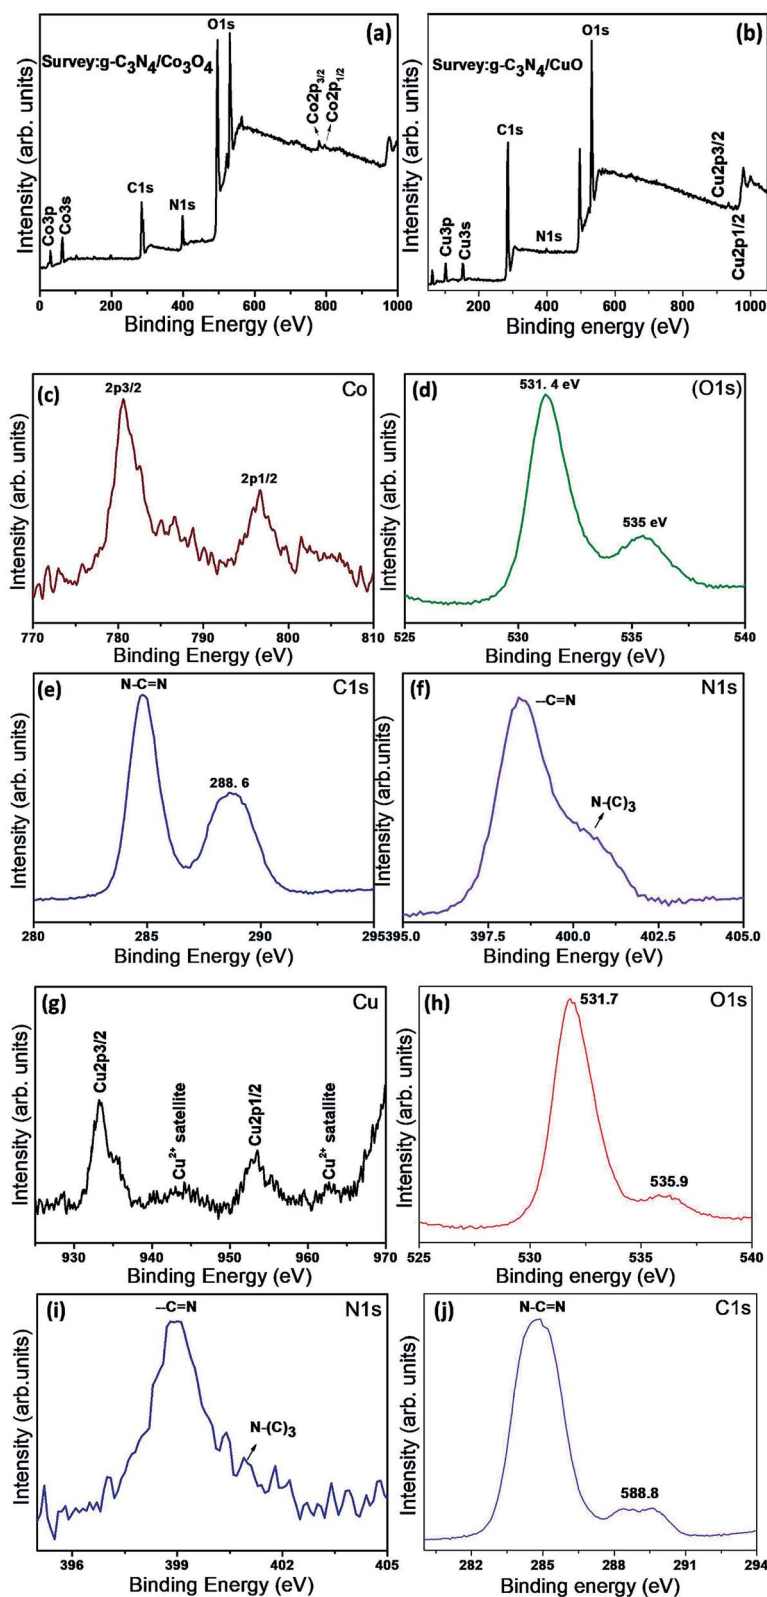 (a)
Survey:g-C3N4/Co3O4
O1s
Co2p3/2
Co2p1/2
C1s
N1s
Co3p
Co3s
Intensity (arb. units)
0 200 400 600 800 1000
Binding Energy (eV)
(b)
Survey:g-C3N4/CuO
O1s
C1s
Cu2p3/2
Cu2p1/2
Cu3p
Cu3s
N1s
Intensity (arb. units)
200 400 600 800 1000
Binding energy (eV)
(c)
Co
2p3/2
2p1/2
Intensity (arb. units)
770 780 790 800 810
Binding Energy (eV)
(d)
(O1s)
531. 4 eV
535 eV
Intensity (arb. units)
525 530 535 540
Binding Energy (eV)
(e)
C1s
N-C=N
288. 6
Intensity (arb. units)
280 285 290 295
Binding Energy (eV)
(f)
N1s
--C=N
N-(C)3
Intensity (arb.units)
395.0 397.5 400.0 402.5 405.0
Binding Energy (eV)
(g)
Cu
Cu2p3/2
Cu2+ satellite
Cu2p1/2
Cu2+ satallite
Intensity (arb. units)
930 940 950 960 970
Binding Energy (eV)
(h)
O1s
531.7
535.9
Intensity (arb. units)
525 530 535 540
Binding Energy (eV)
(i)
N1s
--C=N
N-(C)3
Intensity (arb.units)
396 399 402 405
Binding Energy (eV)
(j)
C1s
N-C=N
588.8
Intensity (arb. units)
282 285 288 291 294
Binding energy (eV)